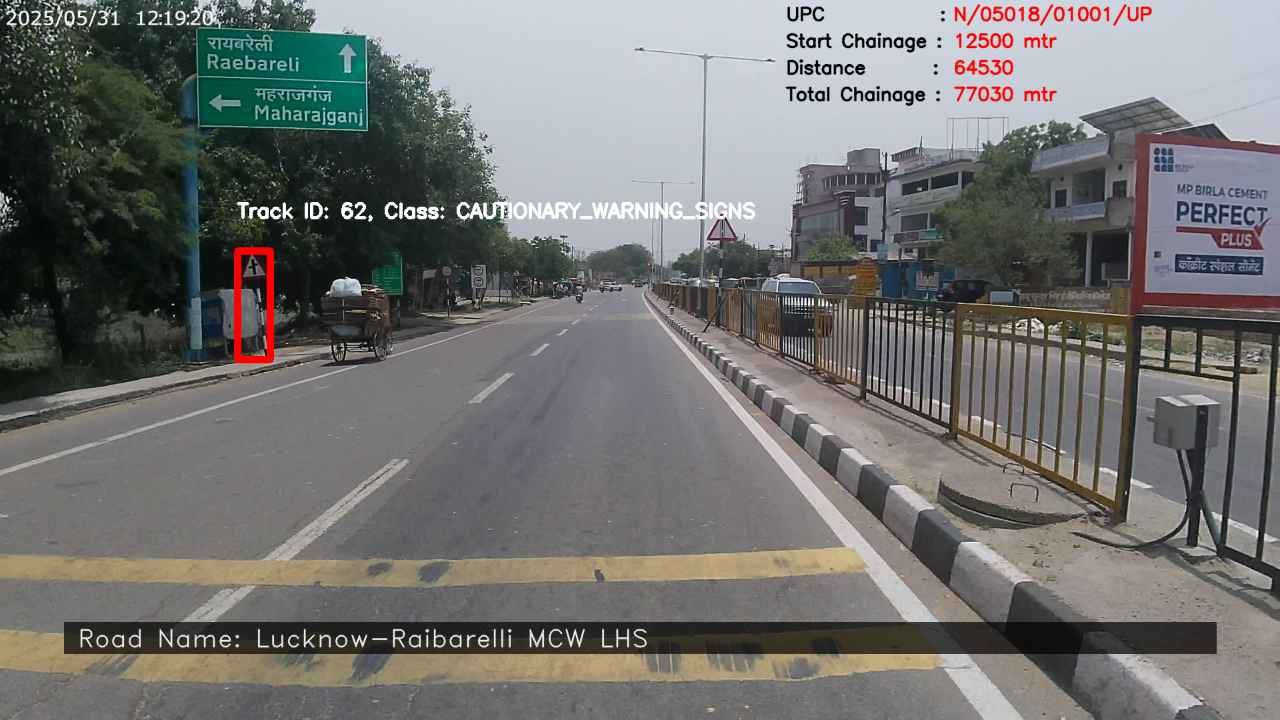 2025/05/31 12:19:20
UPC : N/05018/01001/UP
Start Chainage : 12500 mtr
Distance : 64530
Total Chainage : 77030 mtr
रायबरेली
Raebareli
महराजगंज
Maharajganj
Track ID: 62, Class: CAUTIONARY_WARNING_SIGNS
MP BIRLA CEMENT
PERFECT
PLUS
कॉंक्रीट स्पेशल सीमेंट
Road Name: Lucknow-Raibarelli MCW LHS